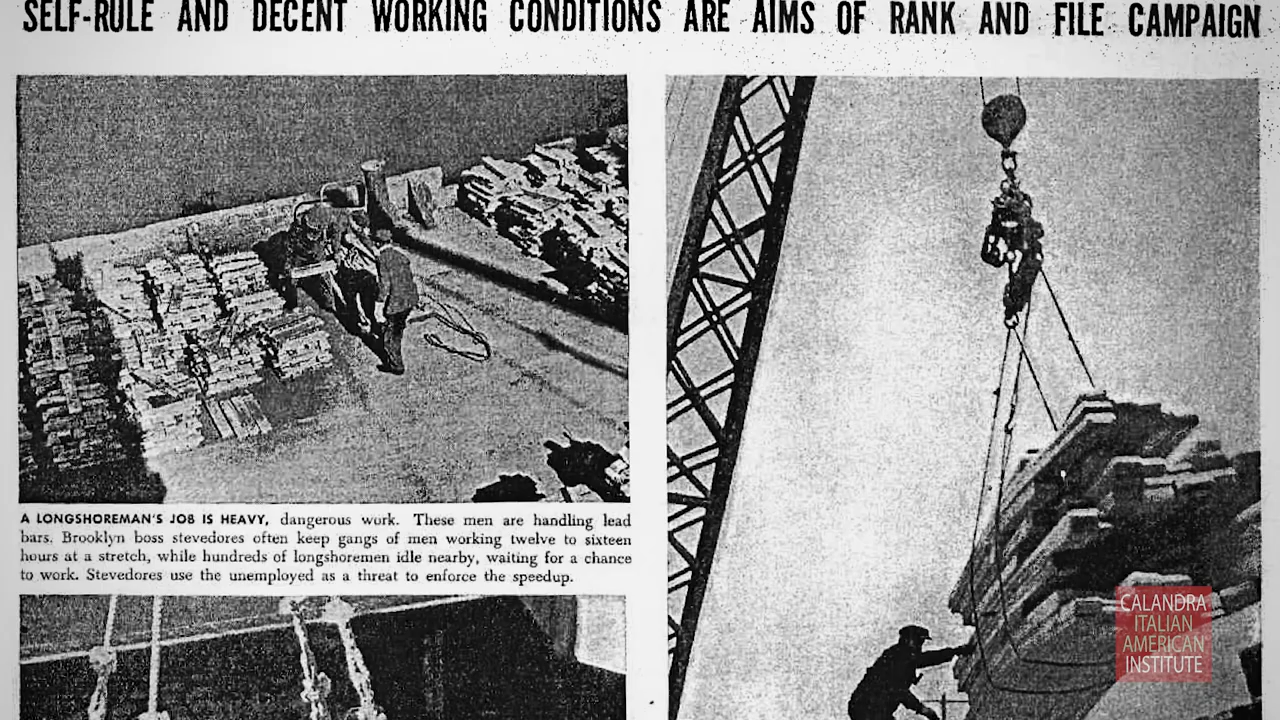 SELF-RULE AND DECENT WORKING CONDITIONS ARE AIMS OF RANK AND FILE CAMPAIGN
A LONGSHOREMAN'S JOB IS HEAVY, dangerous work. These men are handling lead
bars. Brooklyn boss stevedores often keep gangs of men working twelve to sixteen
hours at a stretch, while hundreds of longshoremen idle nearby, waiting for a chance
to work. Stevedores use the unemployed as a threat to enforce the speedup.
CALANDRA
ITALIAN
AMERICAN
INSTITUTE